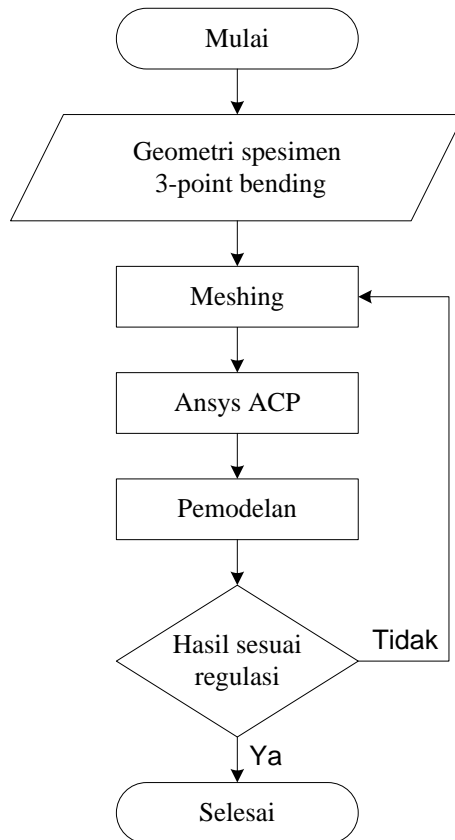 Mulai
Geometri spesimen
3-point bending
Meshing
Ansys ACP
Pemodelan
Hasil sesuai
regulasi
Tidak
Ya
Selesai